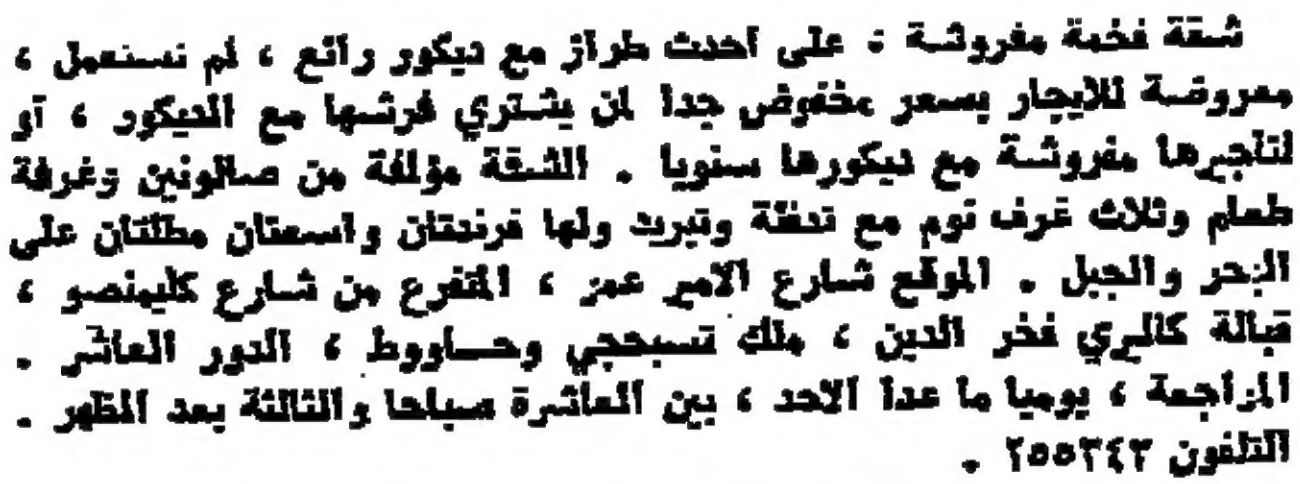 شقة فخمة مفروشة : على أحدث طراز مع ديكور رائع ، لم تستعمل ،
معروضة للايجار بسعر مخفوض جدا لمن يشتري فرشها مع الديكور ، أو
لتأجيرها مفروشة مع ديكورها سنويا . الشقة مؤلفة من صالونين وغرفة
طعام وثلاث غرف نوم مع تدفئة وتبريد ولها فرندتان واسعتان مطلتان على
البحر والجبل . الموقع شارع الامير عمر ، المتفرع من شارع كليمنصو ،
قبالة كاليري فخر الدين ، ملك تسبحجي وحاووط ، الدور العاشر .
المراجعة ، يوميا ما عدا الاحد ، بين العاشرة صباحا والثالثة بعد الظهر .
التلفون ٢٥٥٣٤٣ .